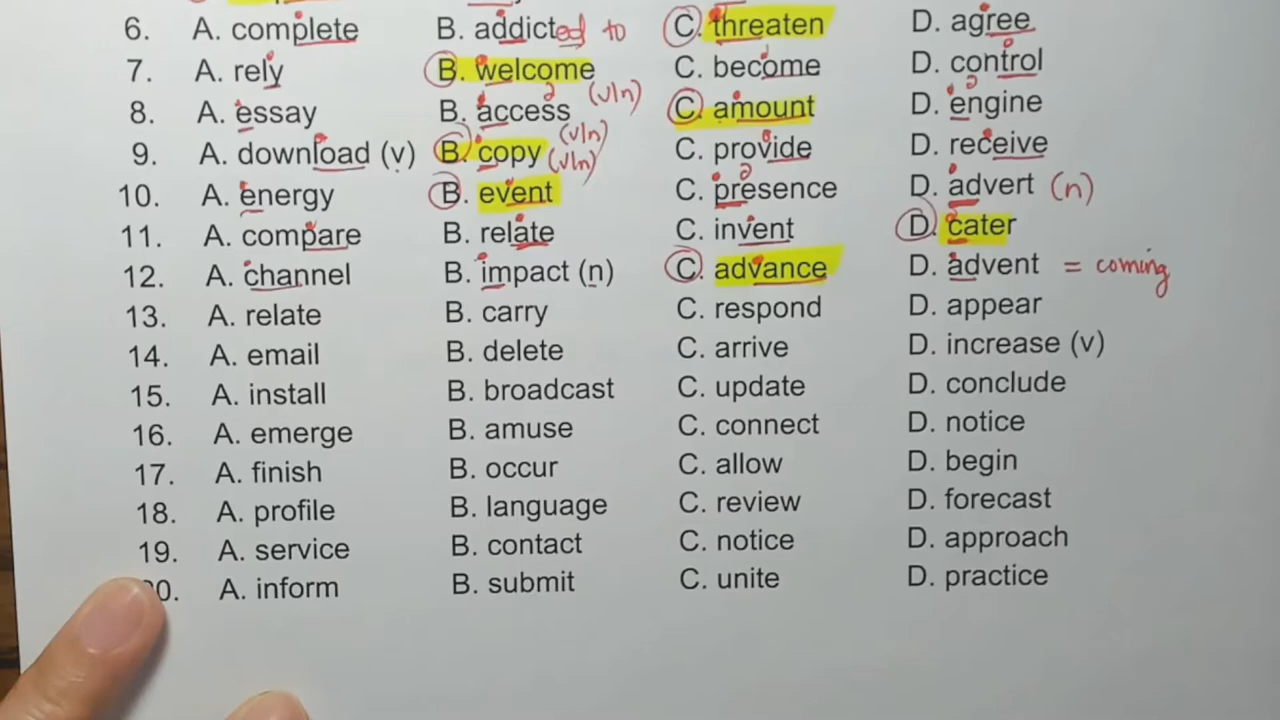 6. A. complete B. addicted to C. threaten D. agree
7. A. rely B. welcome C. become D. control
8. A. essay B. access (v/n) C. amount D. engine
9. A. download (v) B. copy (v/n) (v/n) C. provide D. receive
10. A. energy B. event C. presence D. advert (n)
11. A. compare B. relate C. invent D. cater
12. A. channel B. impact (n) C. advance D. advent = coming
13. A. relate B. carry C. respond D. appear
14. A. email B. delete C. arrive D. increase (v)
15. A. install B. broadcast C. update D. conclude
16. A. emerge B. amuse C. connect D. notice
17. A. finish B. occur C. allow D. begin
18. A. profile B. language C. review D. forecast
19. A. service B. contact C. notice D. approach
0. A. inform B. submit C. unite D. practice